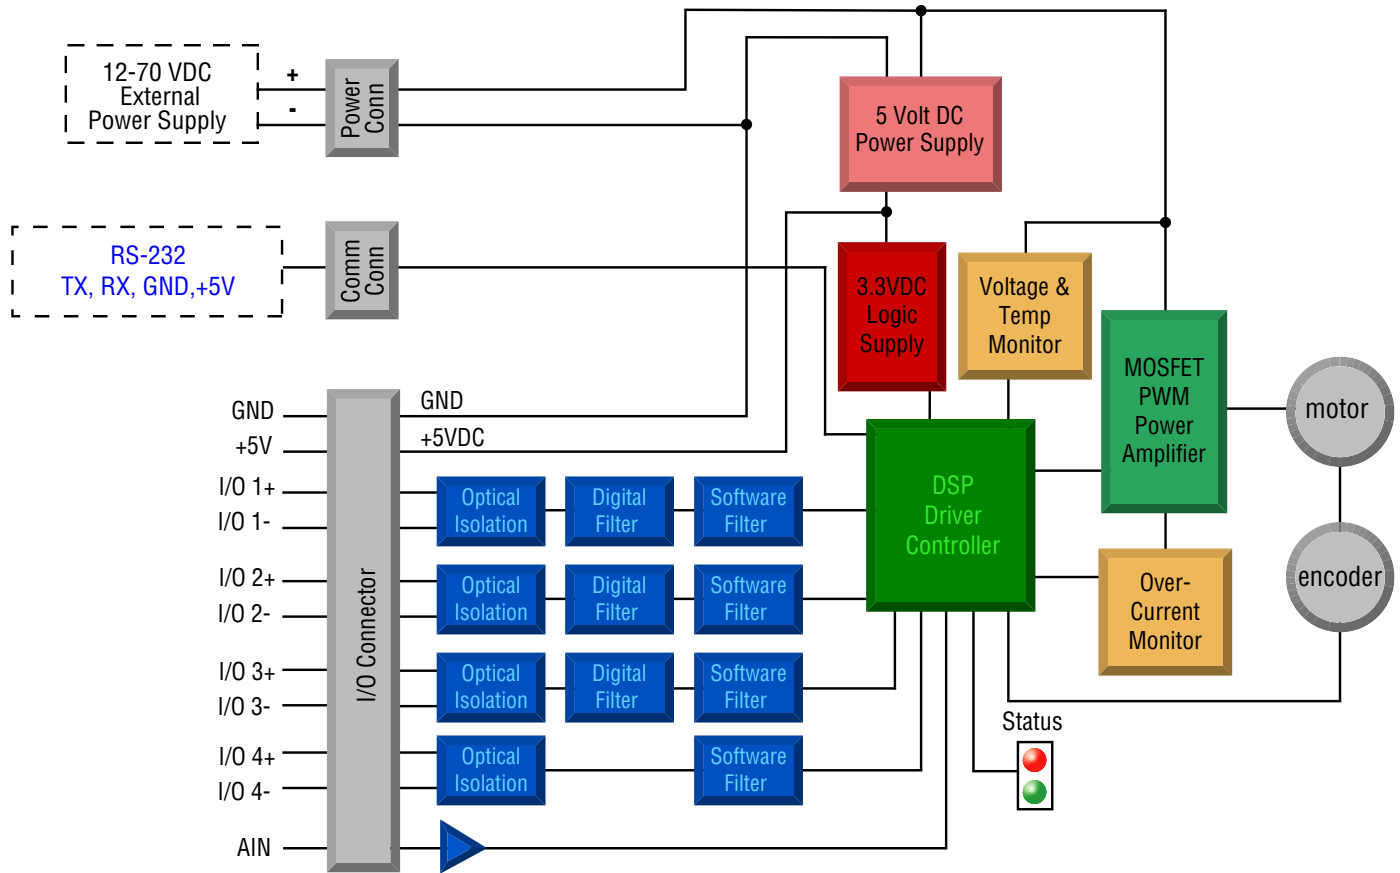 12-70 VDC
External
Power Supply
+
-
Power
Conn
5 Volt DC
Power Supply
RS-232
TX, RX, GND,+5V
Comm
Conn
3.3VDC
Logic
Supply
Voltage &
Temp
Monitor
MOSFET
PWM
Power
Amplifier
motor
GND
+5V
I/O 1+
I/O 1-
I/O 2+
I/O 2-
I/O 3+
I/O 3-
I/O 4+
I/O 4-
AIN
I/O Connector
GND
+5VDC
Optical
Isolation
Digital
Filter
Software
Filter
Optical
Isolation
Digital
Filter
Software
Filter
Optical
Isolation
Digital
Filter
Software
Filter
Optical
Isolation
Software
Filter
DSP
Driver
Controller
Over-
Current
Monitor
encoder
Status